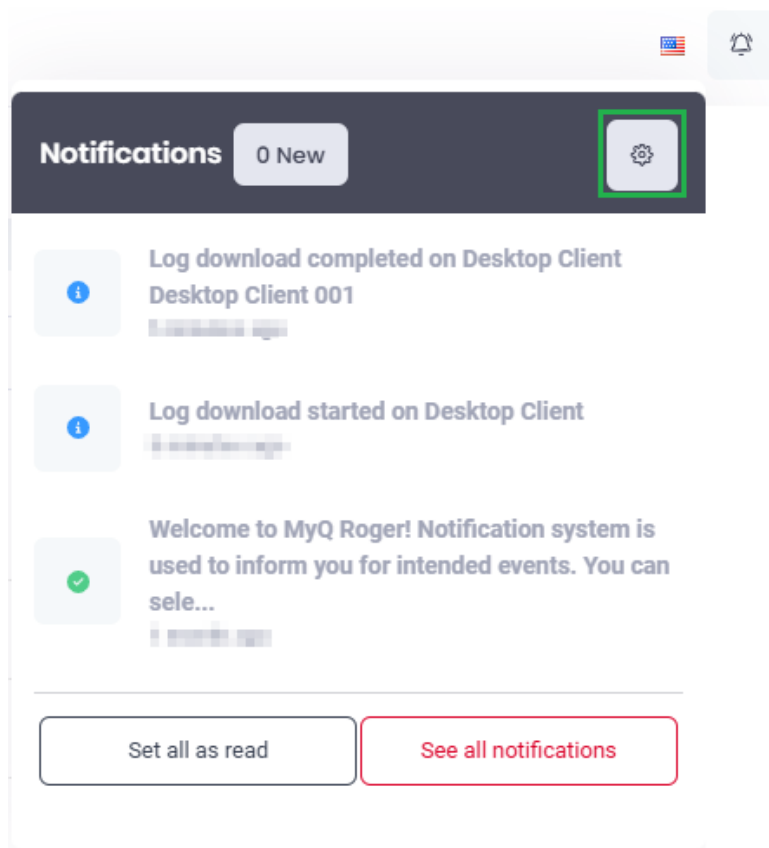 Notifications
0 New
Log download completed on Desktop Client
Desktop Client 001
Log download started on Desktop Client
Welcome to MyQ Roger! Notification system is
used to inform you for intended events. You can
sele...
Set all as read
See all notifications